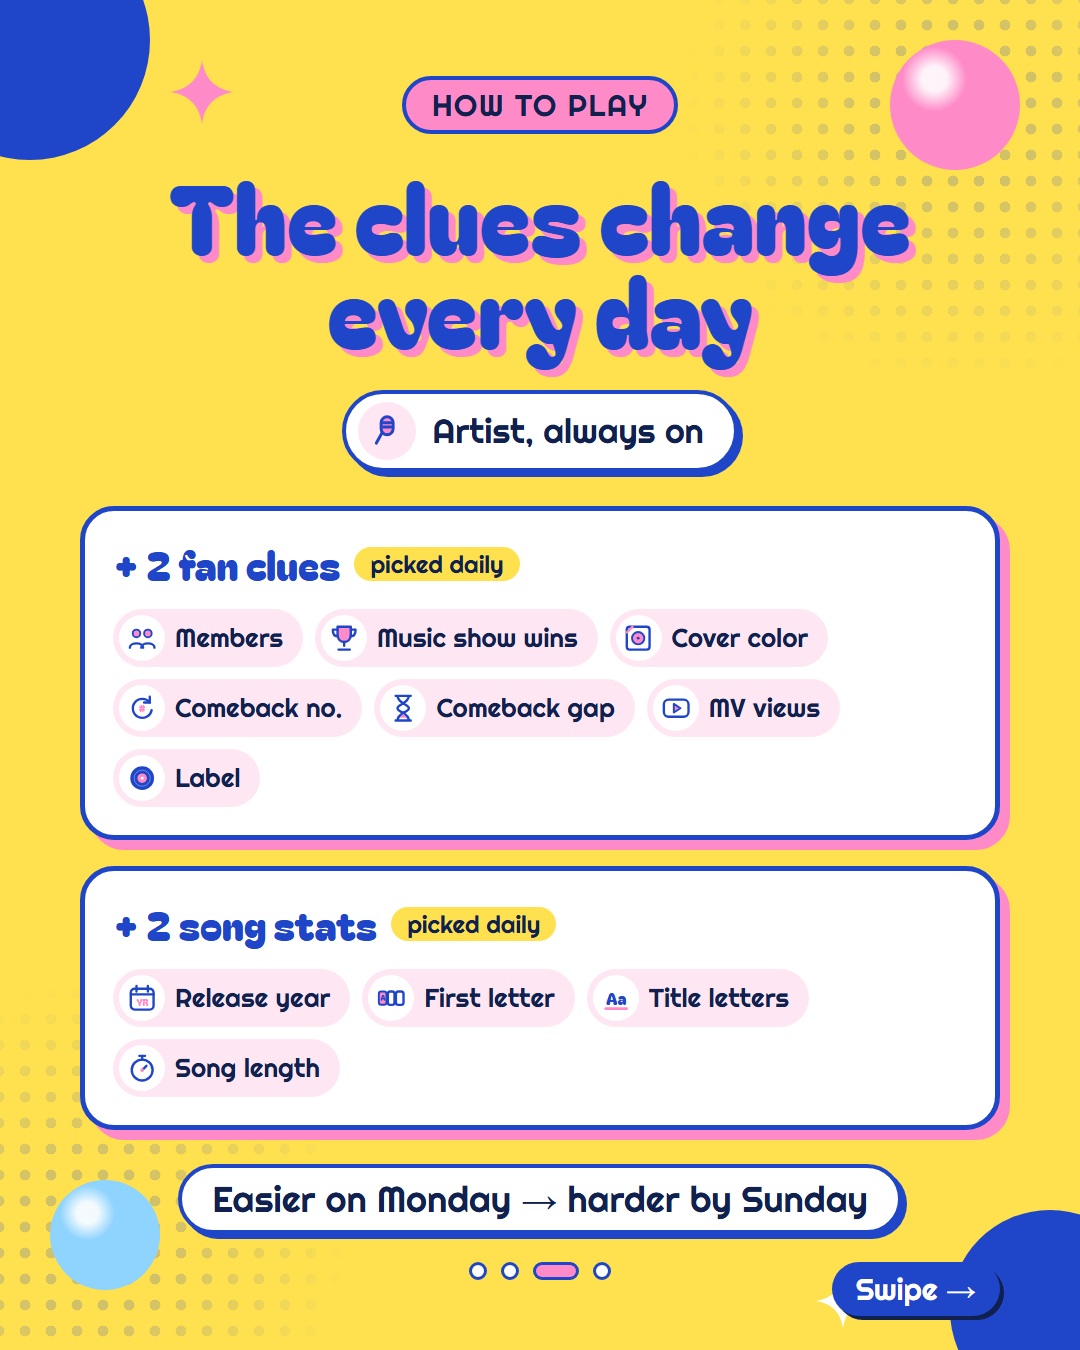 HOW TO PLAY
The clues change
every day
Artist, always on
+ 2 fan clues picked daily
Members Music show wins Cover color
# Comeback no. Comeback gap MV views
Label
+ 2 song stats picked daily
YR Release year A First letter Aa Title letters
Song length
Easier on Monday → harder by Sunday
Swipe →